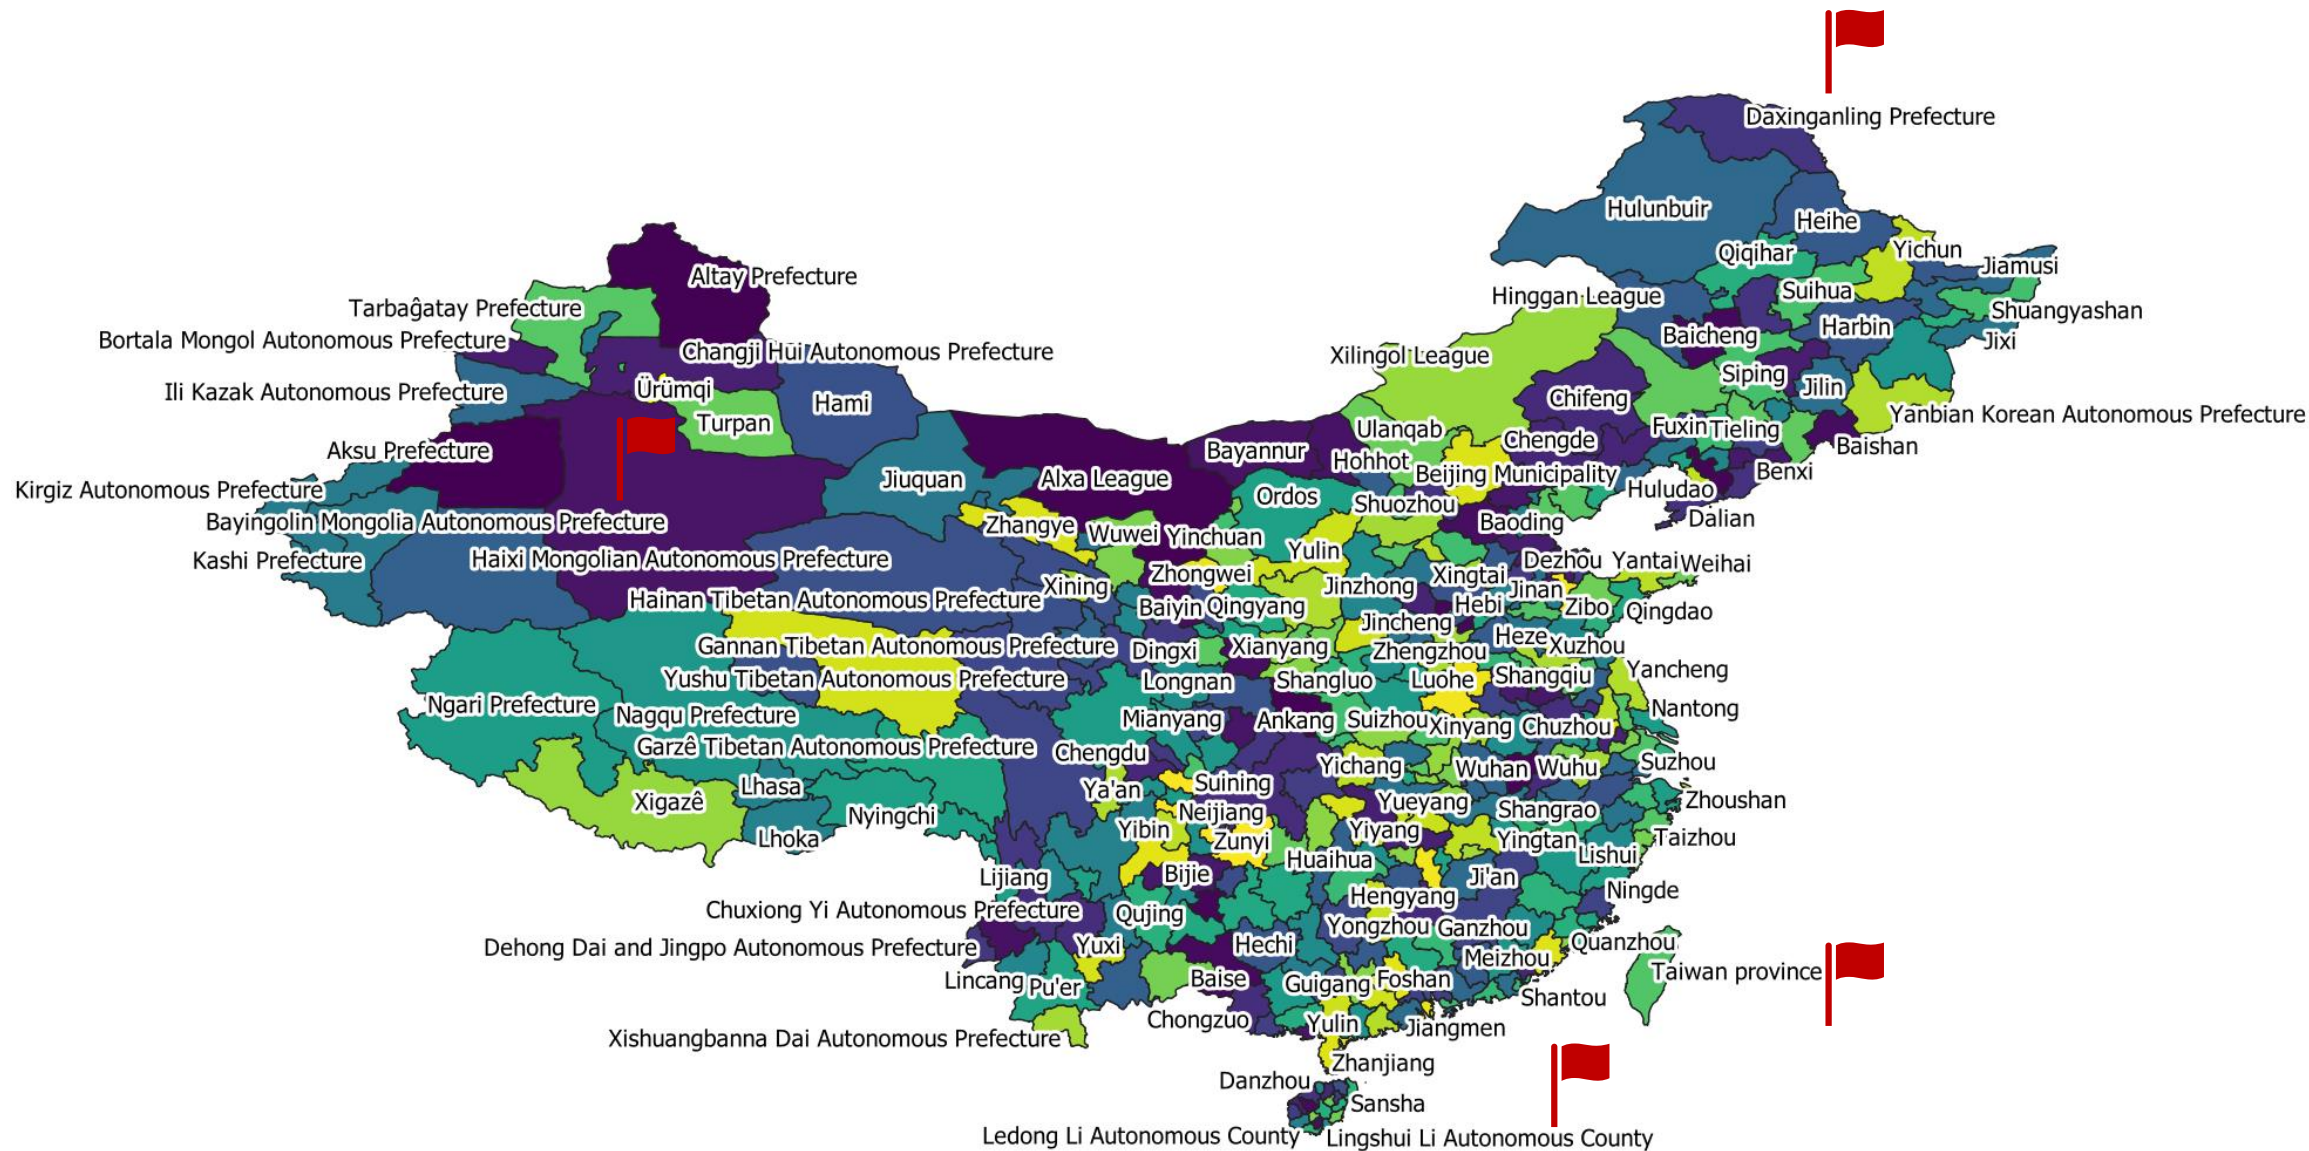 Daxinganling Prefecture
Hulunbuir
Heihe
Qiqihar
Yichun
Jiamusi
Altay Prefecture
Suihua
Hinggan League
Tarbaĝatay Prefecture
Shuangyashan
Harbin
Baicheng
Bortala Mongol Autonomous Prefecture
Jixi
Changji Hui Autonomous Prefecture
Xilingol League
Siping
Jilin
Ürümqi
Ili Kazak Autonomous Prefecture
Chifeng
Hami
Yanbian Korean Autonomous Prefecture
Turpan
Fuxin
Tieling
Ulanqab
Chengde
Baishan
Aksu Prefecture
Bayannur
Hohhot
Benxi
Beijing Municipality
Jiuquan
Alxa League
Kirgiz Autonomous Prefecture
Huludao
Ordos
Shuozhou
Dalian
Bayingolin Mongolia Autonomous Prefecture
Baoding
Zhangye
Wuwei
Yinchuan
Yulin
Kashi Prefecture
Haixi Mongolian Autonomous Prefecture
Dezhou
Yantai
Weihai
Zhongwei
Xingtai
Xining
Jinzhong
Jinan
Hainan Tibetan Autonomous Prefecture
Baiyin
Qingyang
Hebi
Zibo
Qingdao
Jincheng
Heze
Xuzhou
Gannan Tibetan Autonomous Prefecture
Dingxi
Xianyang
Zhengzhou
Yancheng
Yushu Tibetan Autonomous Prefecture
Longnan
Shangluo
Luohe
Shangqiu
Ngari Prefecture
Nagqu Prefecture
Mianyang
Ankang
Suizhou
Xinyang
Chuzhou
Nantong
Garzê Tibetan Autonomous Prefecture
Chengdu
Yichang
Wuhan
Wuhu
Suzhou
Lhasa
Ya'an
Suining
Xigazê
Yueyang
Shangrao
Zhoushan
Nyingchi
Neijiang
Lhoka
Yibin
Zunyi
Yiyang
Yingtan
Taizhou
Huaihua
Lishui
Lijiang
Bijie
Ji'an
Ningde
Hengyang
Chuxiong Yi Autonomous Prefecture
Qujing
Yongzhou
Ganzhou
Dehong Dai and Jingpo Autonomous Prefecture
Yuxi
Hechi
Quanzhou
Meizhou
Taiwan province
Lincang
Pu'er
Baise
Guigang
Foshan
Shantou
Chongzuo
Yulin
Jiangmen
Xishuangbanna Dai Autonomous Prefecture
Zhanjiang
Danzhou
Sansha
Ledong Li Autonomous County
Lingshui Li Autonomous County